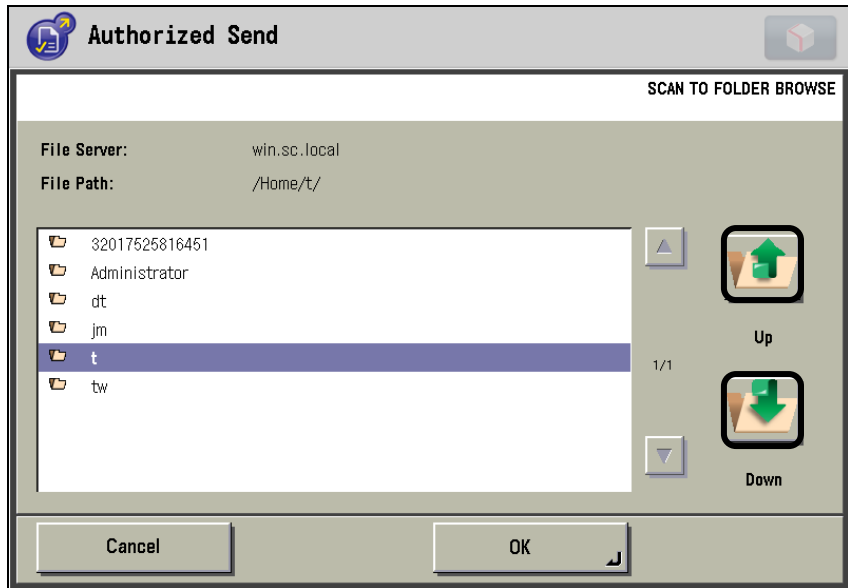 Authorized Send
SCAN TO FOLDER BROWSE
File Server: win.sc.local
File Path: /Home/t/
32017525816451
Administrator
dt
jm
t
tw
Up
1/1
Down
Cancel
OK